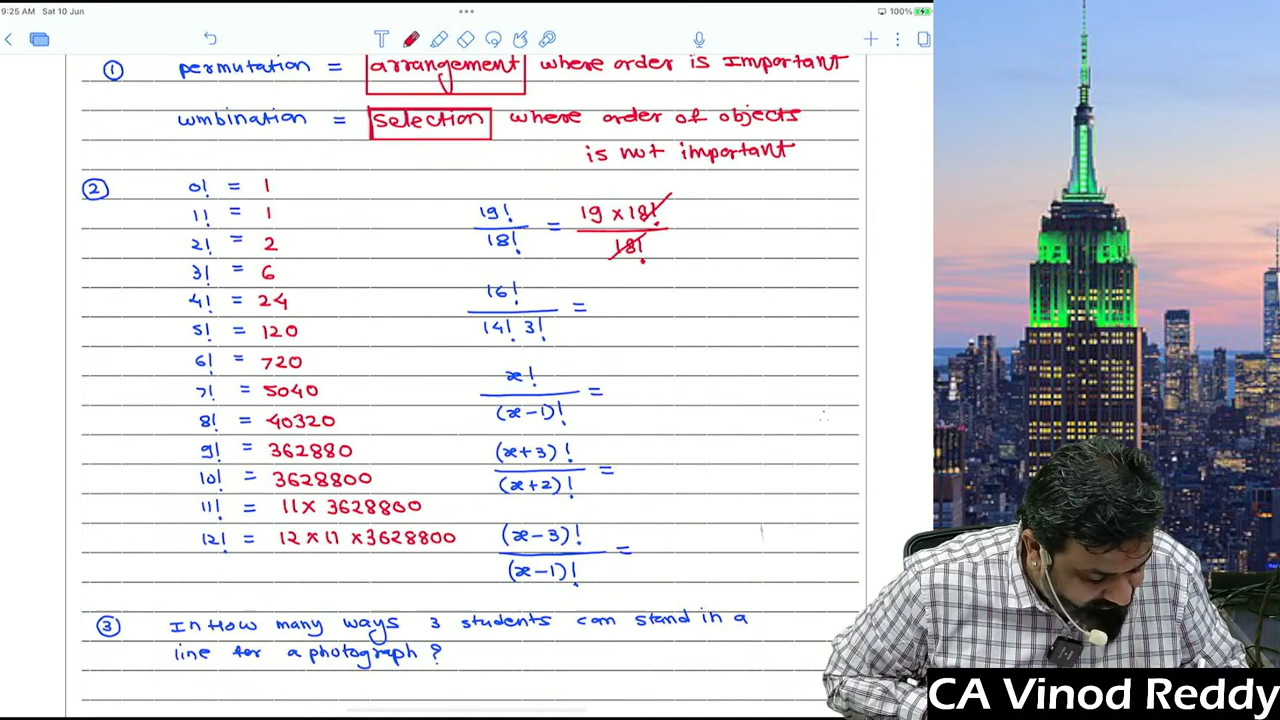 9:25 AM Sat 10 Jun
100%
① permutation = arrangement where order is Important
wmbination = selection where order of objects
is not important
② 0! = 1
1! = 1
2! = 2
3! = 6
4! = 24
5! = 120
6! = 720
7! = 5040
8! = 40320
9! = 362880
10! = 3628800
11! = 11 x 3628800
12! = 12 x 11 x 3628800
19! / 18! = 19 x 18! / 18!
16! / 14! 3! =
x! / (x-1)! =
(x+3)! / (x+2)! =
(x-3)! / (x-1)! =
③ In How many ways 3 students can stand in a
line for a photograph ?
CA Vinod Reddy